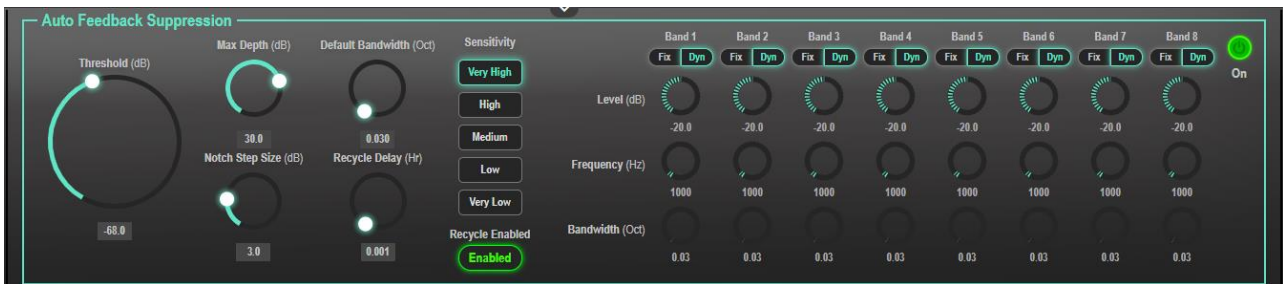 Auto Feedback Suppression
Threshold (dB)
-68.0
Max Depth (dB)
30.0
Default Bandwidth (Oct)
0.030
Notch Step Size (dB)
3.0
Recycle Delay (Hr)
0.001
Sensitivity
Very High
High
Medium
Low
Very Low
Recycle Enabled
Enabled
Band 1 Band 2 Band 3 Band 4 Band 5 Band 6 Band 7 Band 8
Fix Dyn Fix Dyn Fix Dyn Fix Dyn Fix Dyn Fix Dyn Fix Dyn Fix Dyn
On
Level (dB)
-20.0 -20.0 -20.0 -20.0 -20.0 -20.0 -20.0 -20.0
Frequency (Hz)
1000 1000 1000 1000 1000 1000 1000 1000
Bandwidth (Oct)
0.03 0.03 0.03 0.03 0.03 0.03 0.03 0.03